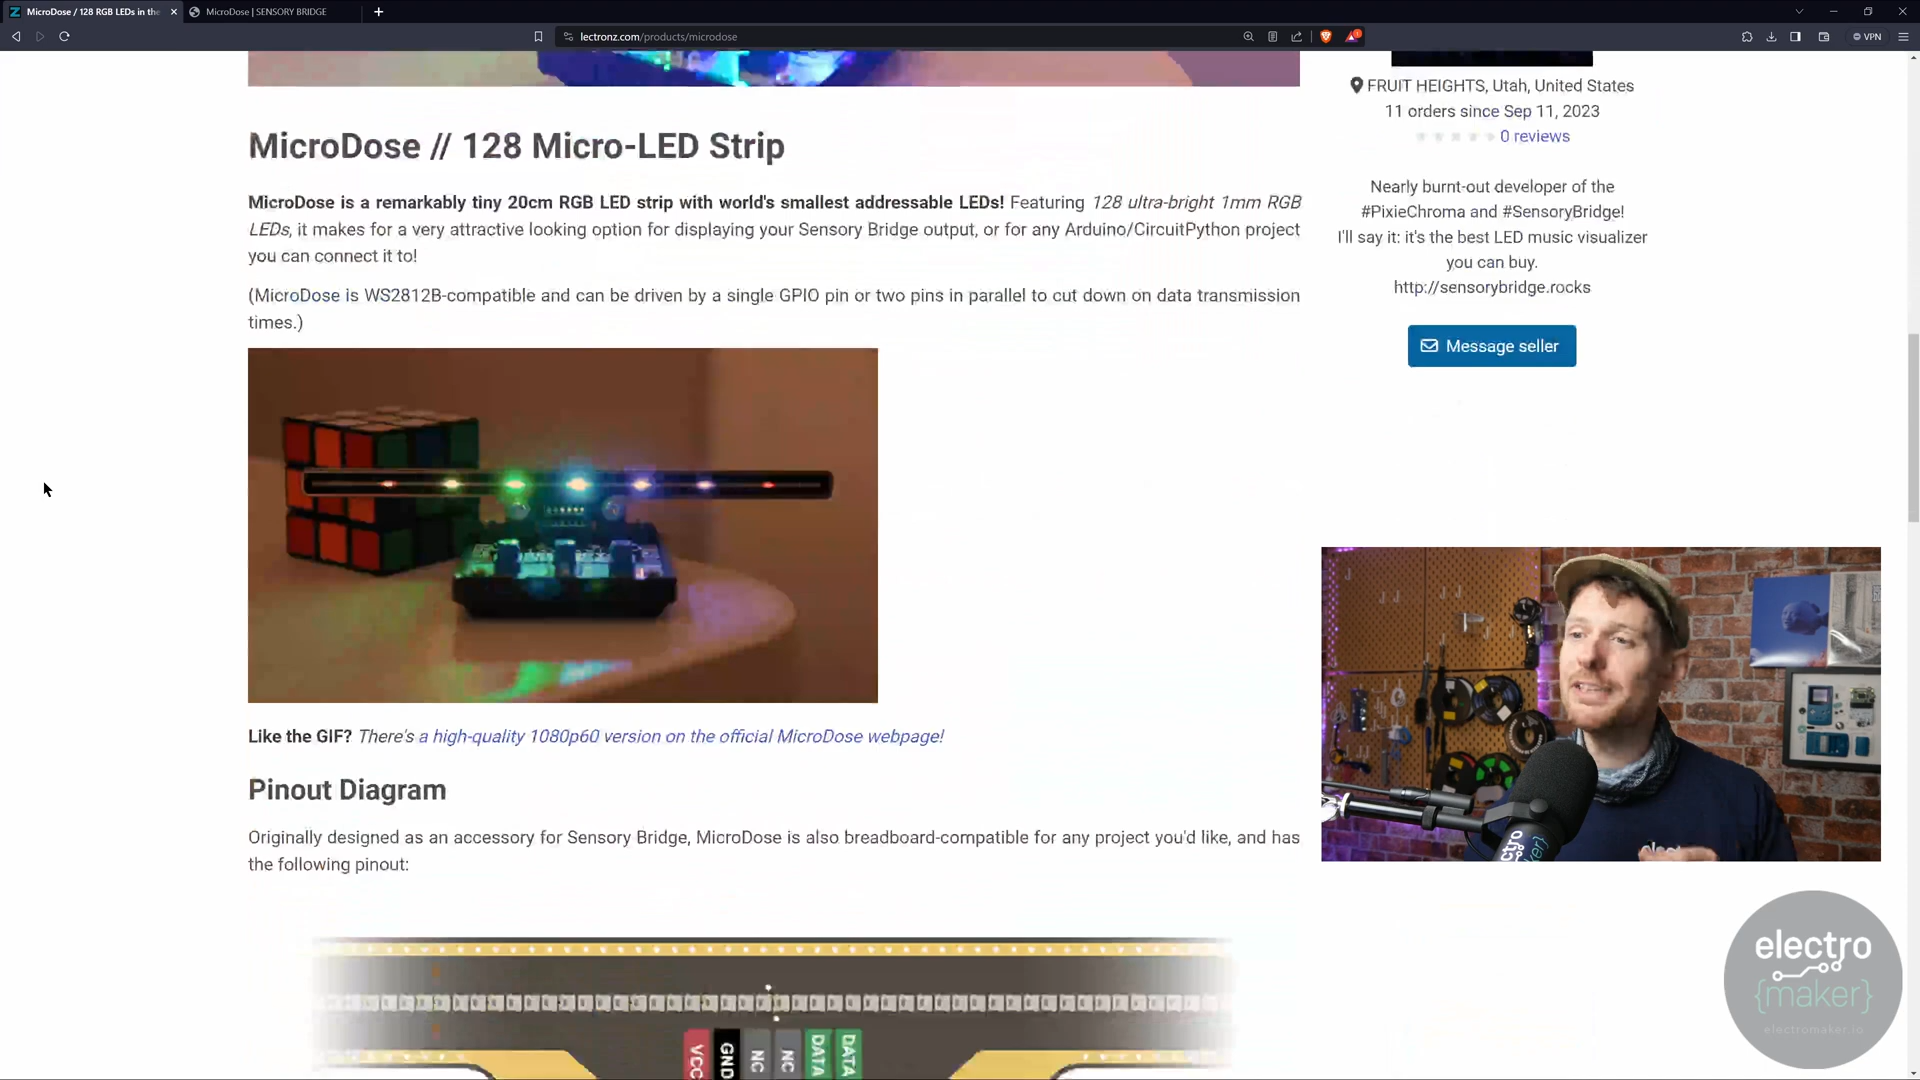 MicroDose / 128 RGB LEDs in the
MicroDose | SENSORY BRIDGE
lectronz.com/products/microdose
VPN
FRUIT HEIGHTS, Utah, United States
11 orders since Sep 11, 2023
0 reviews
MicroDose // 128 Micro-LED Strip
MicroDose is a remarkably tiny 20cm RGB LED strip with world's smallest addressable LEDs! Featuring 128 ultra-bright 1mm RGB
LEDs, it makes for a very attractive looking option for displaying your Sensory Bridge output, or for any Arduino/CircuitPython project
you can connect it to!
(MicroDose is WS2812B-compatible and can be driven by a single GPIO pin or two pins in parallel to cut down on data transmission
times.)
Nearly burnt-out developer of the
#PixieChroma and #SensoryBridge!
I'll say it: it's the best LED music visualizer
you can buy.
http://sensorybridge.rocks
Message seller
Like the GIF? There's a high-quality 1080p60 version on the official MicroDose webpage!
Pinout Diagram
Originally designed as an accessory for Sensory Bridge, MicroDose is also breadboard-compatible for any project you'd like, and has
the following pinout:
VCC
GND
NC
NC
DATA
DATA
electro
{maker}
electromaker.io